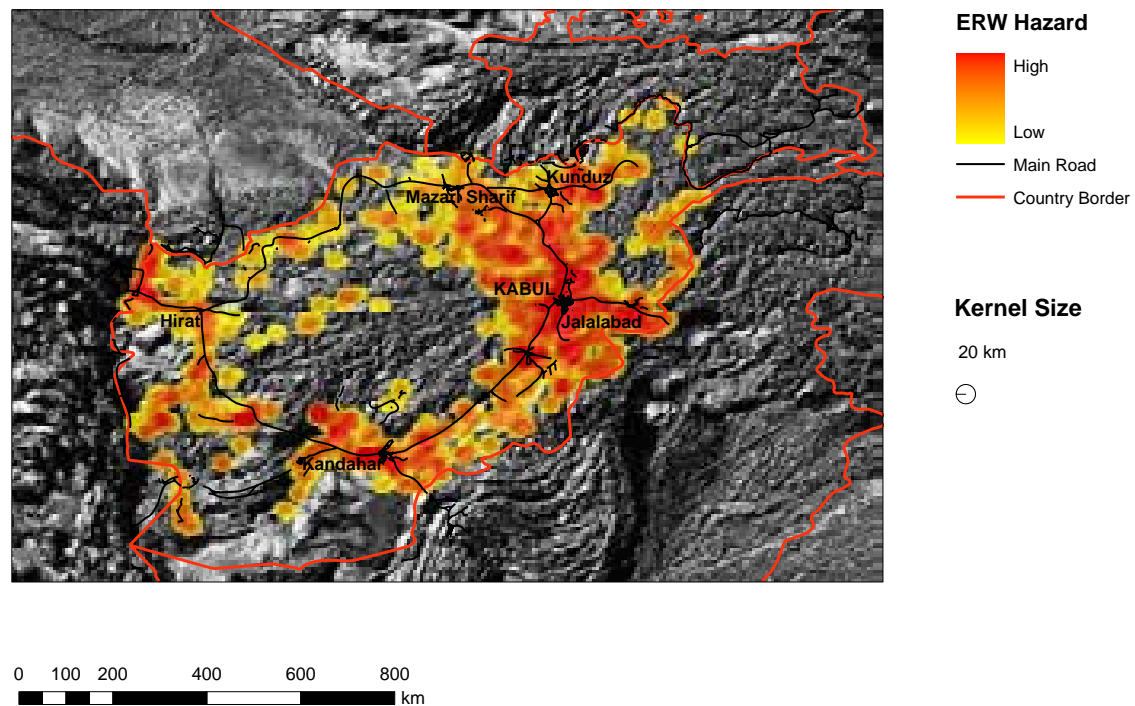 ERW Hazard
High
Low
Main Road
Country Border
Kunduz
Mazari Sharif
KABUL
Jalalabad
Hirat
Kandahar
Kernel Size
20 km
0 100 200 400 600 800
km